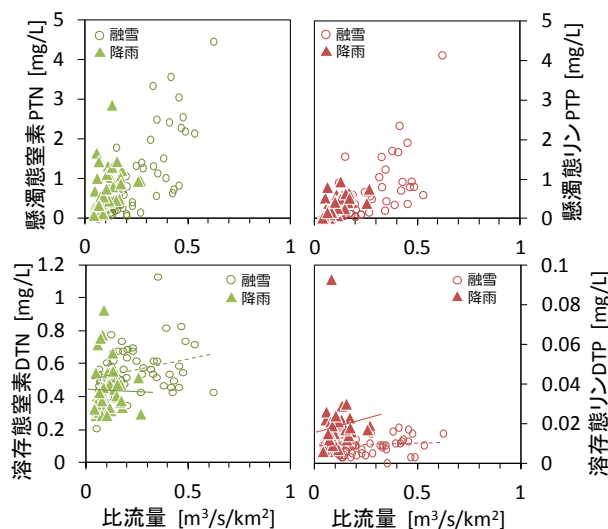 懸濁態窒素PTN [mg/L]
5
4
3
2
1
0
○ 融雪
▲ 降雨
0
0.5
1
○ 融雪
▲ 降雨
5
4
3
2
1
0
懸濁態リンPTP [mg/L]
0
0.5
1
溶存態窒素DTN [mg/L]
1.2
1
0.8
0.6
0.4
0.2
0
○ 融雪
▲ 降雨
0
0.5
1
比流量 [m³/s/km²]
○ 融雪
▲ 降雨
0.1
0.08
0.06
0.04
0.02
0
溶存態リンDTP [mg/L]
0
0.5
1
比流量 [m³/s/km²]